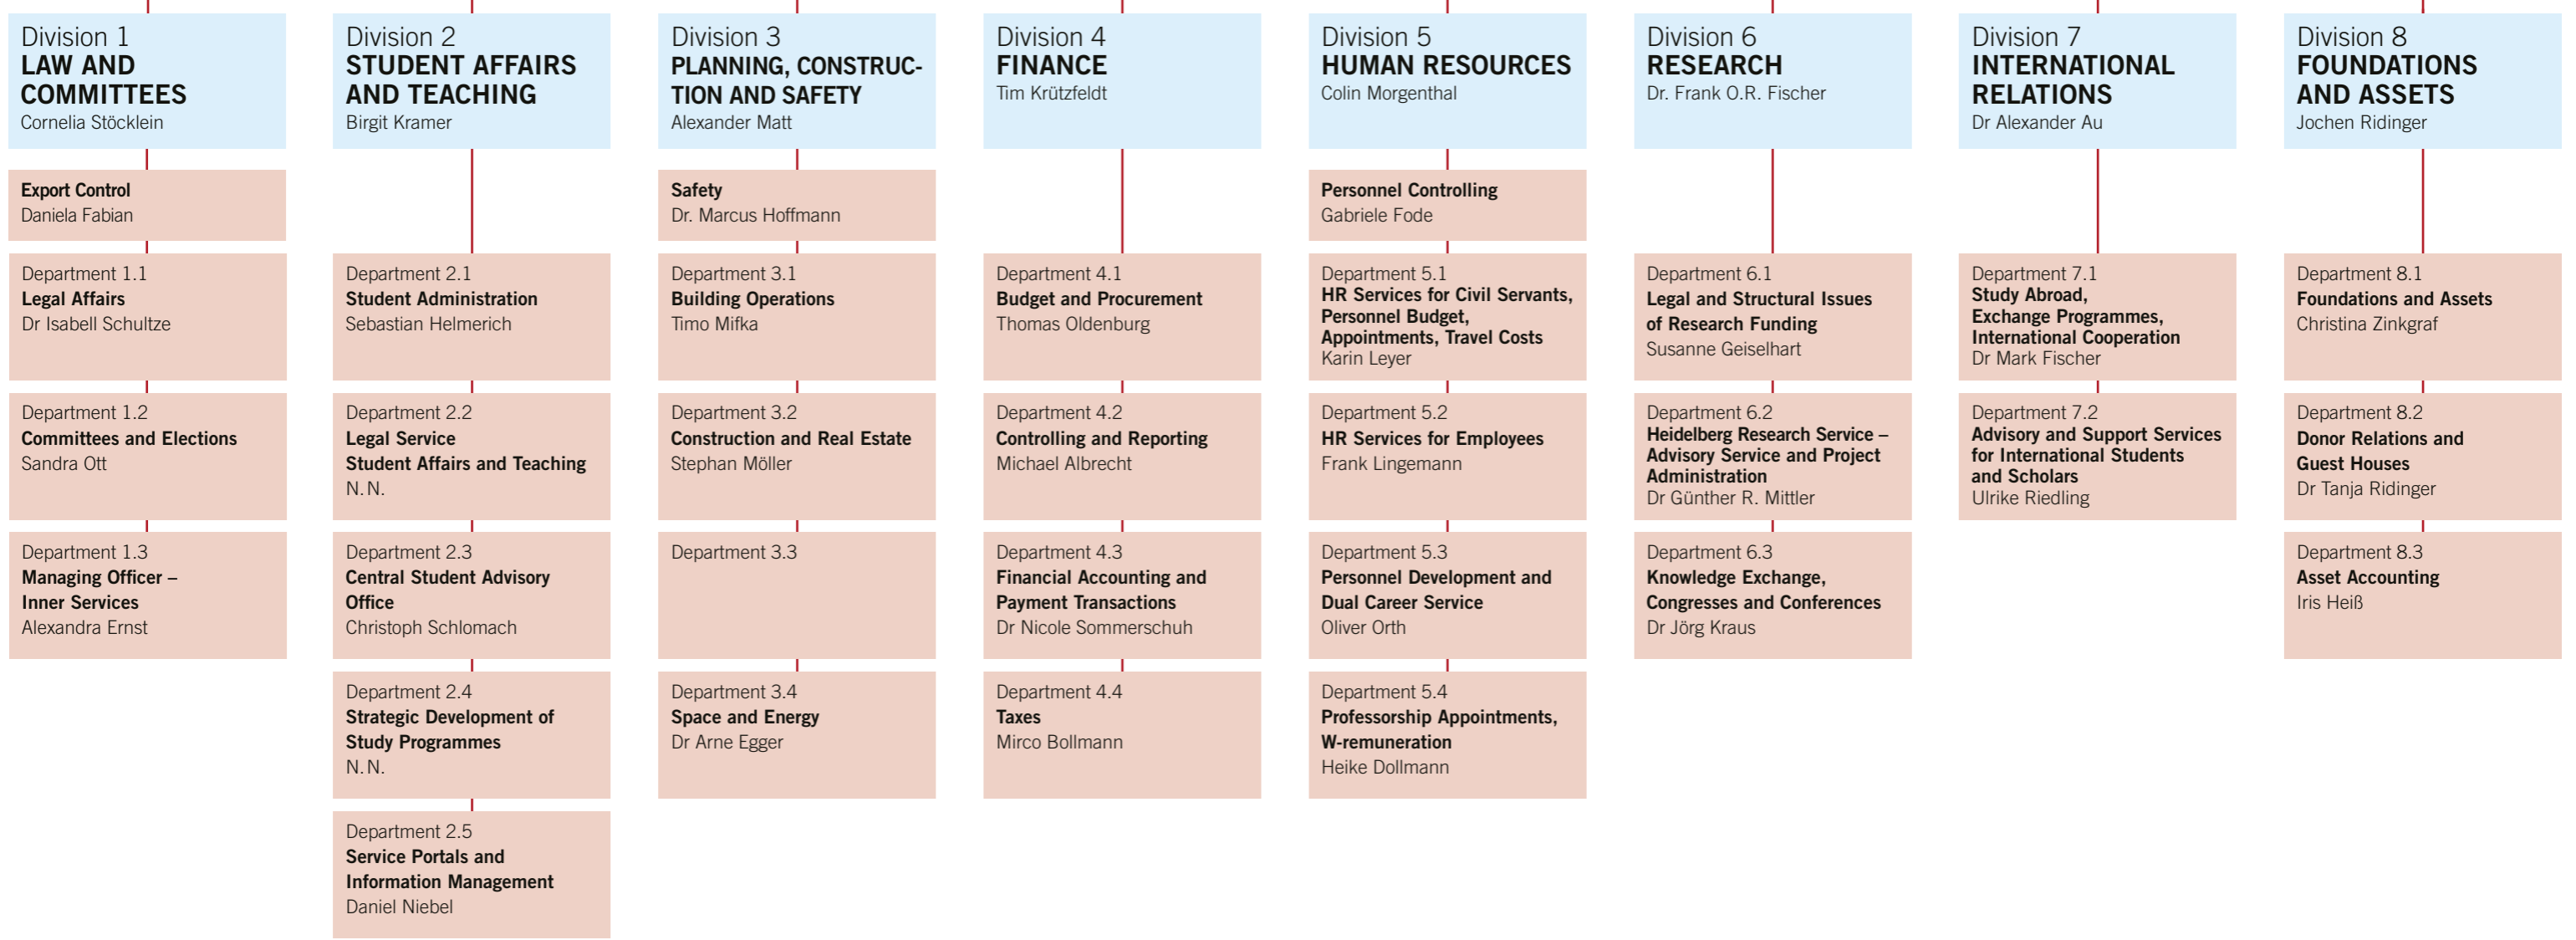 Division 1
LAW AND
COMMITTEES
Cornelia Stöcklein
Export Control
Daniela Fabian
Department 1.1
Legal Affairs
Dr Isabell Schultze
Department 1.2
Committees and Elections
Sandra Ott
Department 1.3
Managing Officer –
Inner Services
Alexandra Ernst
Division 2
STUDENT AFFAIRS
AND TEACHING
Birgit Kramer
Department 2.1
Student Administration
Sebastian Helmerich
Department 2.2
Legal Service
Student Affairs and Teaching
N. N.
Department 2.3
Central Student Advisory
Office
Christoph Schlomach
Department 2.4
Strategic Development of
Study Programmes
N. N.
Department 2.5
Service Portals and
Information Management
Daniel Niebel
Division 3
PLANNING, CONSTRUC-
TION AND SAFETY
Alexander Matt
Safety
Dr. Marcus Hoffmann
Department 3.1
Building Operations
Timo Mifka
Department 3.2
Construction and Real Estate
Stephan Möller
Department 3.3
Department 3.4
Space and Energy
Dr Arne Egger
Division 4
FINANCE
Tim Krützfeldt
Department 4.1
Budget and Procurement
Thomas Oldenburg
Department 4.2
Controlling and Reporting
Michael Albrecht
Department 4.3
Financial Accounting and
Payment Transactions
Dr Nicole Sommerschuh
Department 4.4
Taxes
Mirco Bollmann
Division 5
HUMAN RESOURCES
Colin Morgenthal
Personnel Controlling
Gabriele Fode
Department 5.1
HR Services for Civil Servants,
Personnel Budget,
Appointments, Travel Costs
Karin Leyer
Department 5.2
HR Services for Employees
Frank Lingemann
Department 5.3
Personnel Development and
Dual Career Service
Oliver Orth
Department 5.4
Professorship Appointments,
W-remuneration
Heike Dollmann
Division 6
RESEARCH
Dr. Frank O.R. Fischer
Department 6.1
Legal and Structural Issues
of Research Funding
Susanne Geiselhart
Department 6.2
Heidelberg Research Service –
Advisory Service and Project
Administration
Dr Günther R. Mittler
Department 6.3
Knowledge Exchange,
Congresses and Conferences
Dr Jörg Kraus
Division 7
INTERNATIONAL
RELATIONS
Dr Alexander Au
Department 7.1
Study Abroad,
Exchange Programmes,
International Cooperation
Dr Mark Fischer
Department 7.2
Advisory and Support Services
for International Students
and Scholars
Ulrike Riedling
Division 8
FOUNDATIONS
AND ASSETS
Jochen Ridinger
Department 8.1
Foundations and Assets
Christina Zinkgraf
Department 8.2
Donor Relations and
Guest Houses
Dr Tanja Ridinger
Department 8.3
Asset Accounting
Iris Heiß